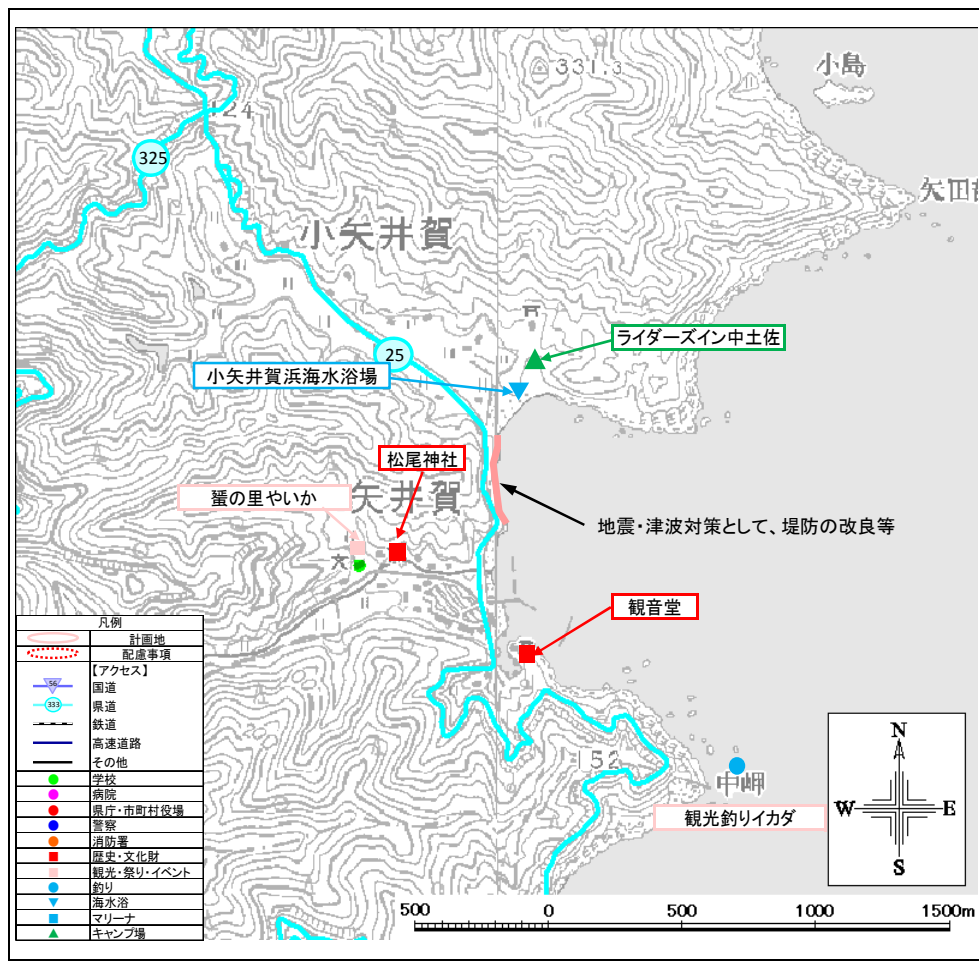 331.3
小島
124
325
小矢井賀
ライダーズイン中土佐
25
小矢井賀浜海水浴場
松尾神社
蜑の里やいか
矢井賀
地震・津波対策として、堤防の改良等
文
観音堂
凡例
計画地
配慮事項
【アクセス】
56
国道
333
県道
鉄道
高速道路
その他
学校
病院
県庁・市町村役場
警察
消防署
歴史・文化財
観光・祭り・イベント
釣り
海水浴
マリーナ
キャンプ場
152
中岬
観光釣りイカダ
N
W
E
S
500
0
500
1000
1500m